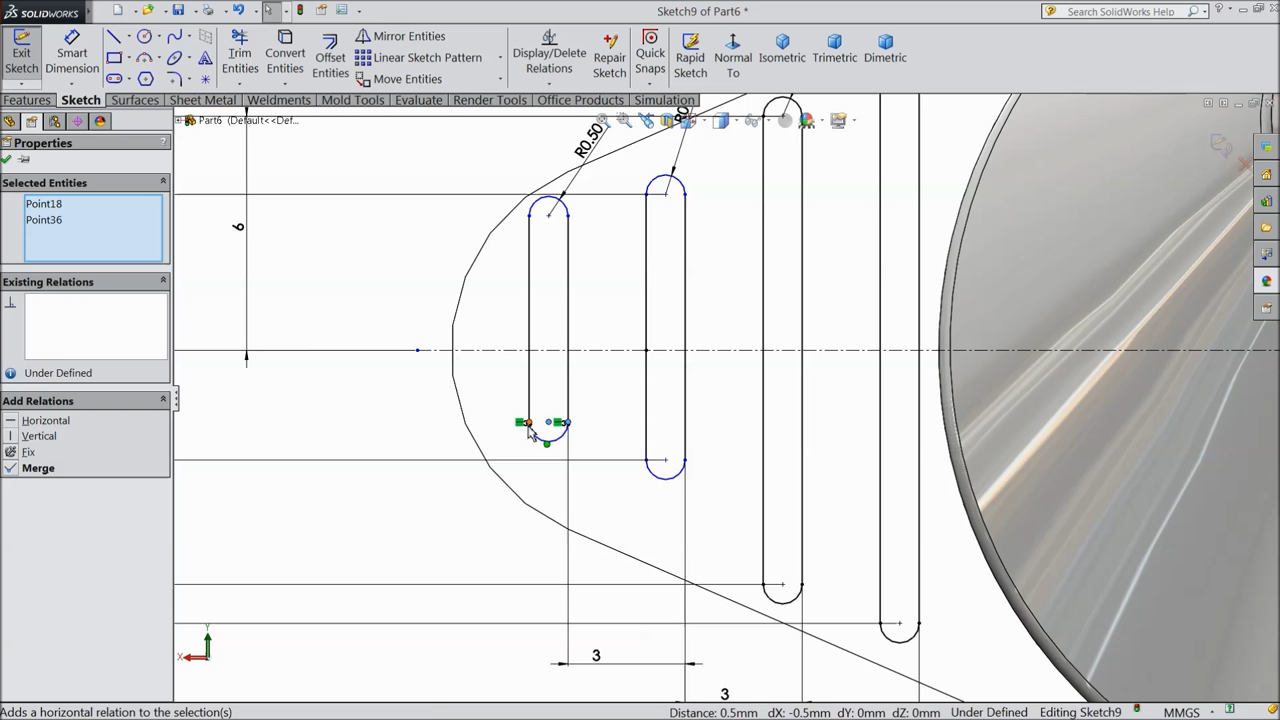 SOLIDWORKS
Sketch9 of Part6 *
Search SolidWorks Help
Exit Sketch
Smart Dimension
Trim Entities
Convert Entities
Offset Entities
Mirror Entities
Linear Sketch Pattern
Move Entities
Display/Delete Relations
Repair Sketch
Quick Snaps
Rapid Sketch
Normal To
Isometric
Trimetric
Dimetric
Features Sketch Surfaces Sheet Metal Weldments Mold Tools Evaluate Render Tools Office Products Simulation
Part6 (Default<<Def...
Properties ?
Selected Entities
Point18
Point36
Existing Relations
Under Defined
Add Relations
Horizontal
Vertical
Fix
Merge
R0.50
6
3
3
Y
X
Adds a horizontal relation to the selection(s)
Distance: 0.5mm dX: -0.5mm dY: 0mm dZ: 0mm Under Defined Editing Sketch9 MMGS